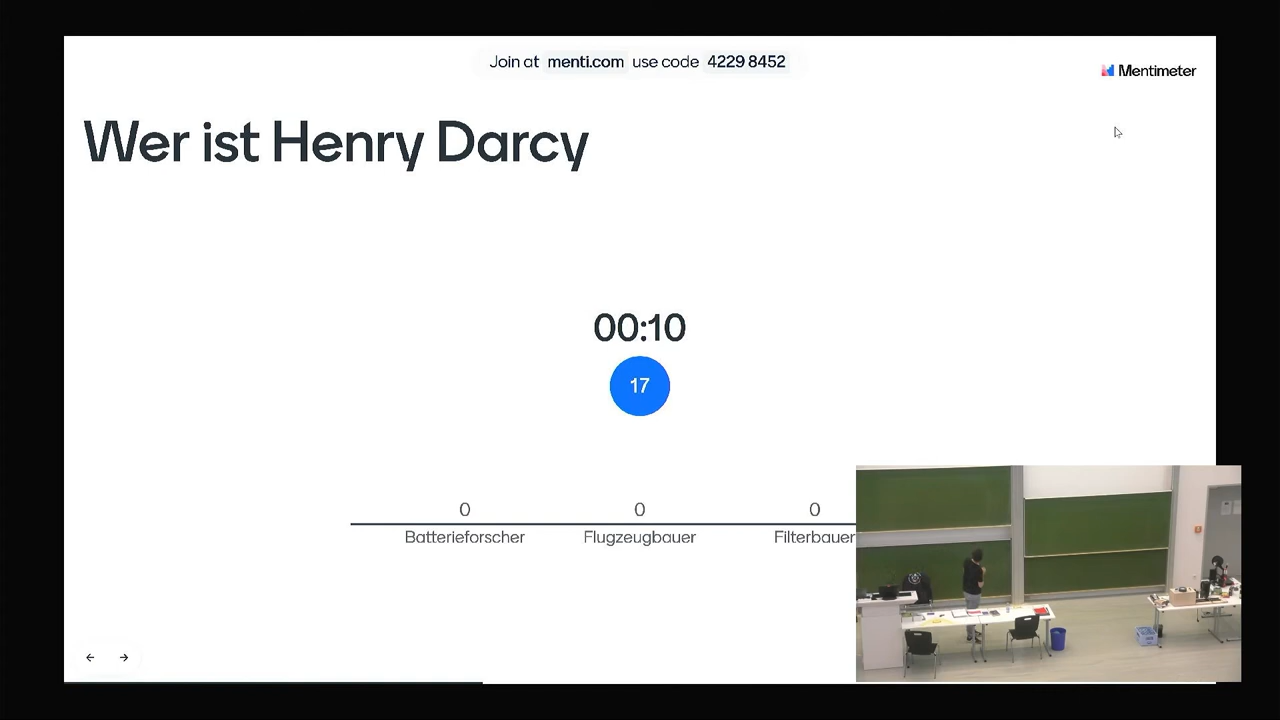 Join at menti.com use code 4229 8452
Mentimeter
Wer ist Henry Darcy
00:10
17
0 0 0
Batterieforscher Flugzeugbauer Filterbauer